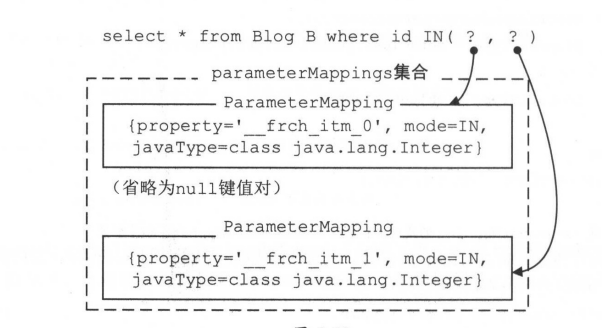 select * from Blog B where id IN( ? , ? )
parameterMappings集合
ParameterMapping
{property='__frch_itm_0', mode=IN,
javaType=class java.lang.Integer}
(省略为null键值对)
ParameterMapping
{property='__frch_itm_1', mode=IN,
javaType=class java.lang.Integer}